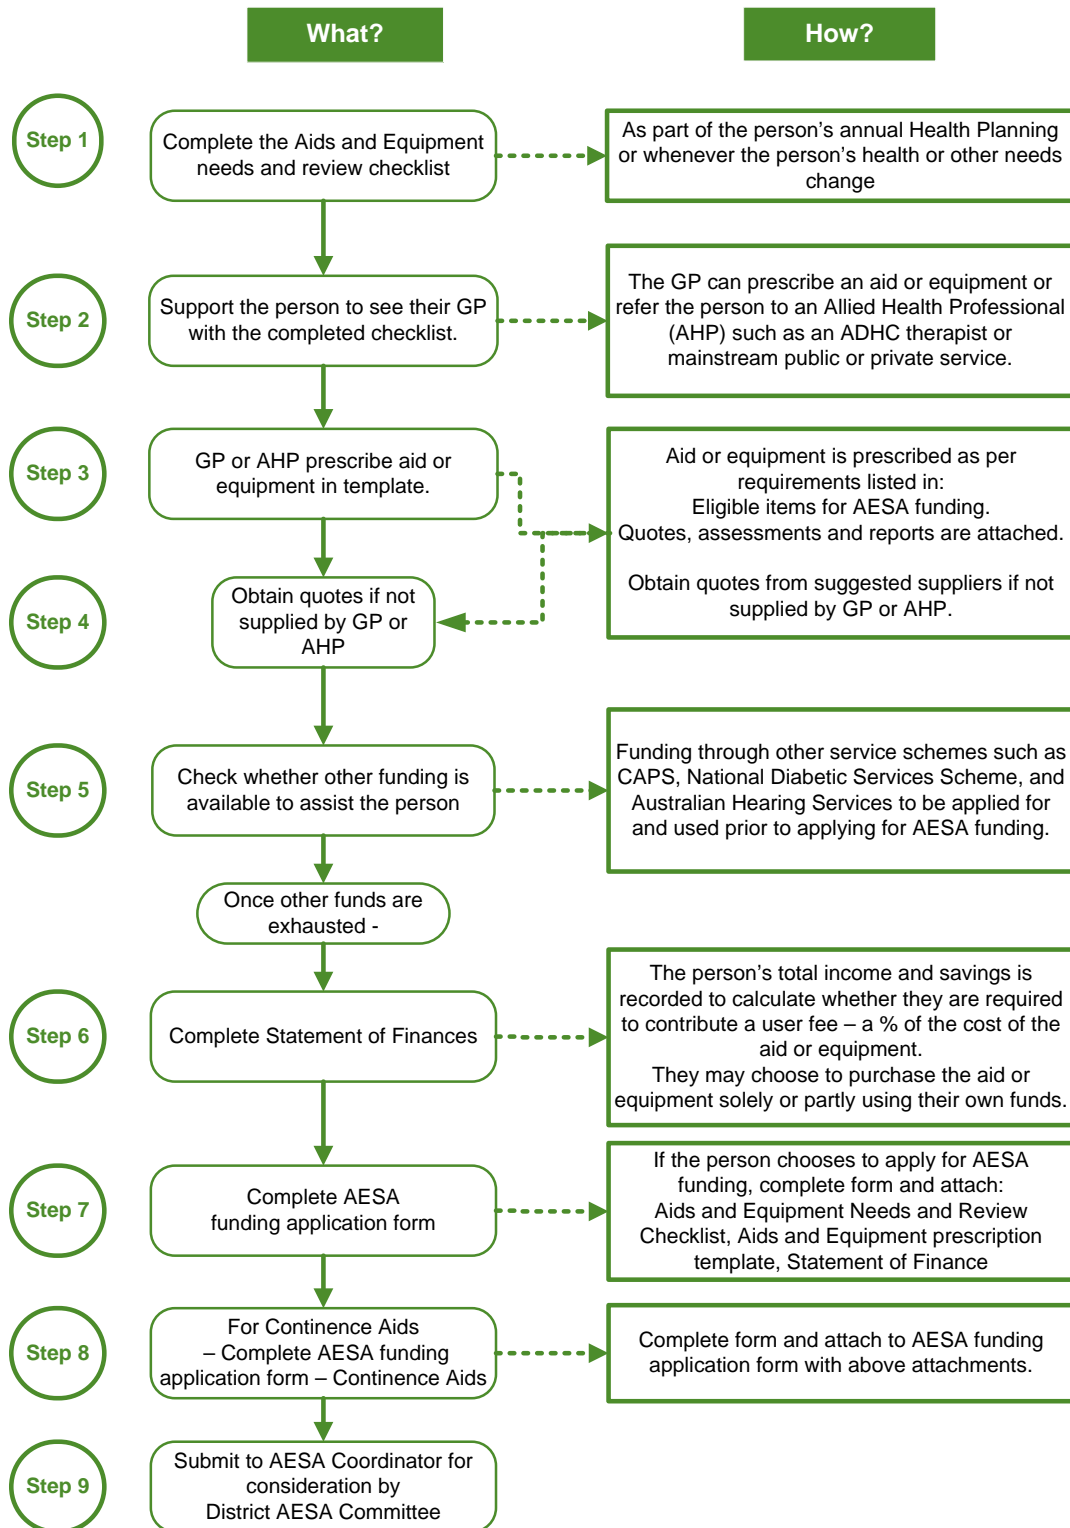 What?
How?
Step 1
Complete the Aids and Equipment
needs and review checklist
As part of the person's annual Health Planning
or whenever the person's health or other needs
change
Step 2
Support the person to see their GP
with the completed checklist.
The GP can prescribe an aid or equipment or
refer the person to an Allied Health Professional
(AHP) such as an ADHC therapist or
mainstream public or private service.
Step 3
GP or AHP prescribe aid or
equipment in template.
Aid or equipment is prescribed as per
requirements listed in:
Eligible items for AESA funding.
Quotes, assessments and reports are attached.
Obtain quotes from suggested suppliers if not
supplied by GP or AHP.
Step 4
Obtain quotes if not
supplied by GP or
AHP
Step 5
Check whether other funding is
available to assist the person
Funding through other service schemes such as
CAPS, National Diabetic Services Scheme, and
Australian Hearing Services to be applied for
and used prior to applying for AESA funding.
Once other funds are
exhausted -
Step 6
Complete Statement of Finances
The person's total income and savings is
recorded to calculate whether they are required
to contribute a user fee – a % of the cost of the
aid or equipment.
They may choose to purchase the aid or
equipment solely or partly using their own funds.
Step 7
Complete AESA
funding application form
If the person chooses to apply for AESA
funding, complete form and attach:
Aids and Equipment Needs and Review
Checklist, Aids and Equipment prescription
template, Statement of Finance
Step 8
For Continence Aids
– Complete AESA funding
application form – Continence Aids
Complete form and attach to AESA funding
application form with above attachments.
Step 9
Submit to AESA Coordinator for
consideration by
District AESA Committee